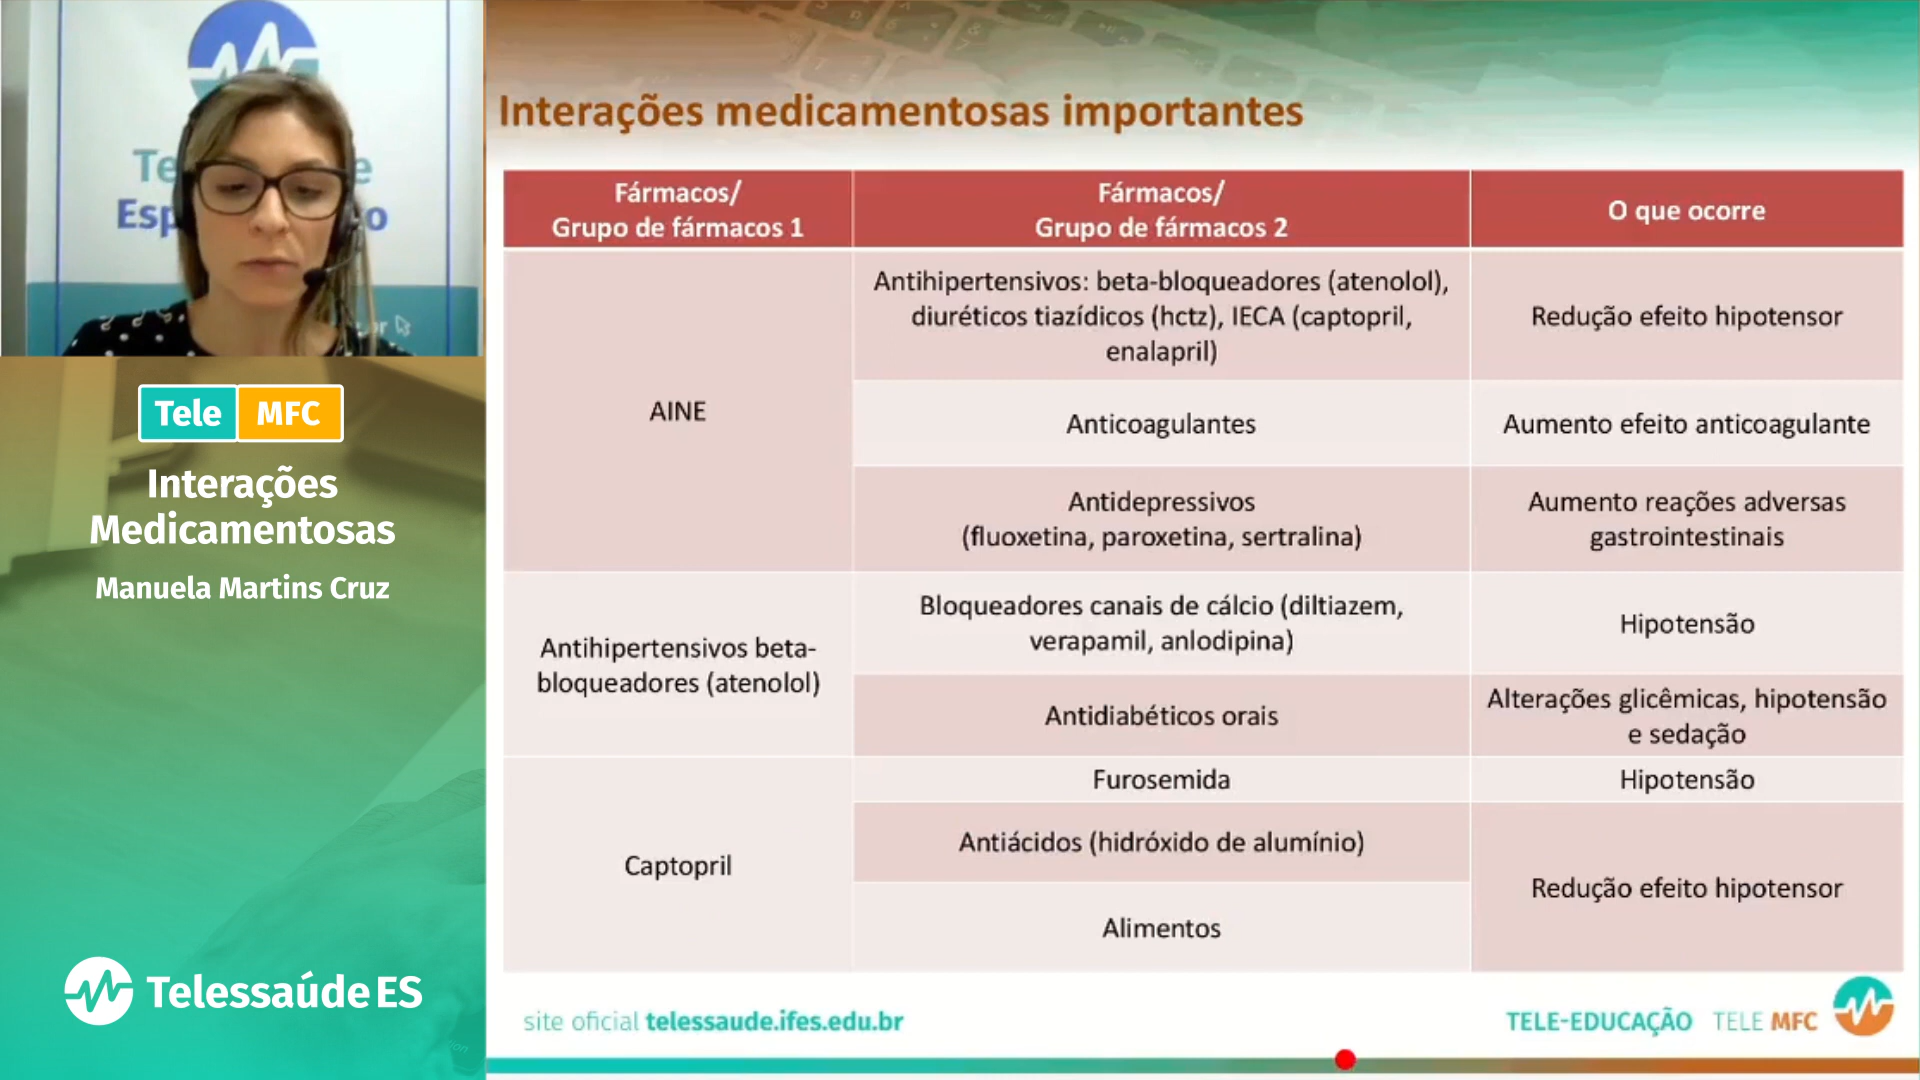 Tele MFC
Interações
Medicamentosas
Manuela Martins Cruz
Telessaúde ES
Interações medicamentosas importantes
Fármacos/
Grupo de fármacos 1
Fármacos/
Grupo de fármacos 2
O que ocorre
AINE
Antihipertensivos: beta-bloqueadores (atenolol),
diuréticos tiazídicos (hctz), IECA (captopril,
enalapril)
Redução efeito hipotensor
Anticoagulantes
Aumento efeito anticoagulante
Antidepressivos
(fluoxetina, paroxetina, sertralina)
Aumento reações adversas
gastrointestinais
Antihipertensivos beta-
bloqueadores (atenolol)
Bloqueadores canais de cálcio (diltiazem,
verapamil, anlodipina)
Hipotensão
Antidiabéticos orais
Alterações glicêmicas, hipotensão
e sedação
Captopril
Furosemida
Hipotensão
Antiácidos (hidróxido de alumínio)
Alimentos
Redução efeito hipotensor
site oficial telessaude.ifes.edu.br
TELE-EDUCAÇÃO TELE MFC